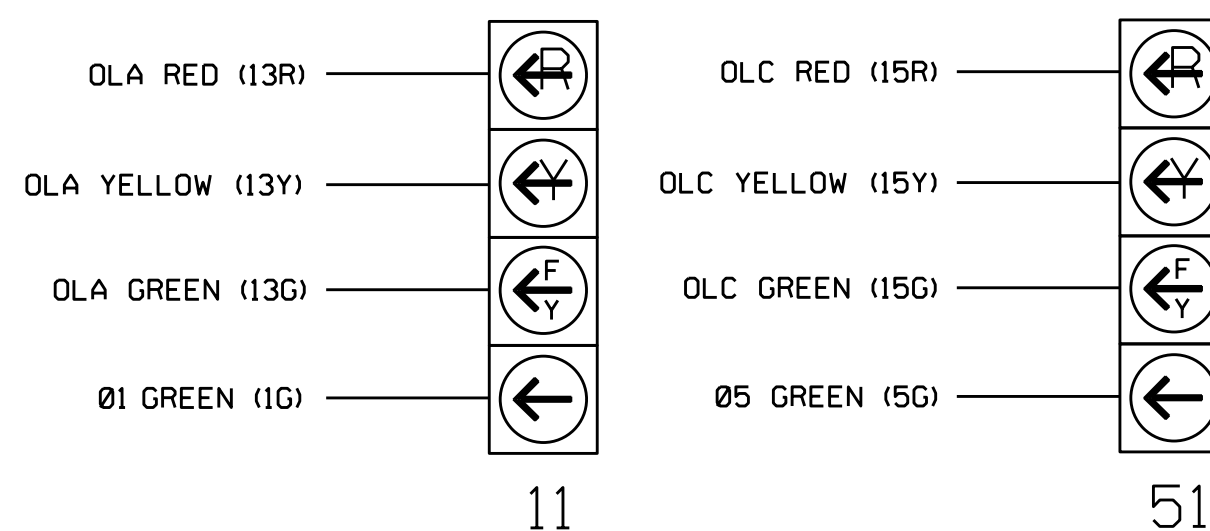 OLA RED (13R)
R
OLA YELLOW (13Y)
Y
OLA GREEN (13G)
F
Y
Ø1 GREEN (1G)
11
OLC RED (15R)
R
OLC YELLOW (15Y)
Y
OLC GREEN (15G)
F
Y
Ø5 GREEN (5G)
51